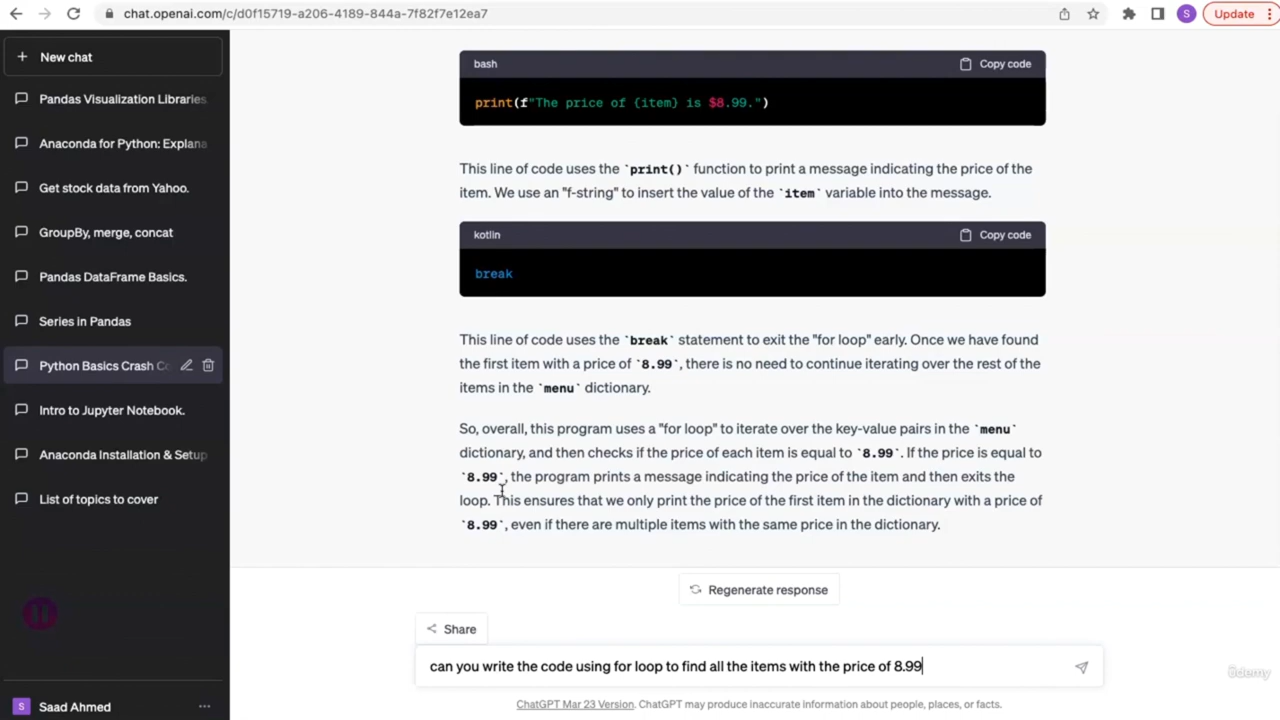 chat.openai.com/c/d0f15719-a206-4189-844a-7f82f7e12ea7
S
Update
New chat
Pandas Visualization Libraries
Anaconda for Python: Explana
Get stock data from Yahoo.
GroupBy, merge, concat
Pandas DataFrame Basics.
Series in Pandas
Python Basics Crash Co
Intro to Jupyter Notebook.
Anaconda Installation & Setup
List of topics to cover
S Saad Ahmed ...
bash Copy code
print(f"The price of {item} is $8.99.")
This line of code uses the `print()` function to print a message indicating the price of the
item. We use an "f-string" to insert the value of the `item` variable into the message.
kotlin Copy code
break
This line of code uses the `break` statement to exit the "for loop" early. Once we have found
the first item with a price of `8.99`, there is no need to continue iterating over the rest of the
items in the `menu` dictionary.
So, overall, this program uses a "for loop" to iterate over the key-value pairs in the `menu`
dictionary, and then checks if the price of each item is equal to `8.99`. If the price is equal to
`8.99`, the program prints a message indicating the price of the item and then exits the
loop. This ensures that we only print the price of the first item in the dictionary with a price of
`8.99`, even if there are multiple items with the same price in the dictionary.
Regenerate response
Share
can you write the code using for loop to find all the items with the price of 8.99
ChatGPT Mar 23 Version. ChatGPT may produce inaccurate information about people, places, or facts.
ûdemy